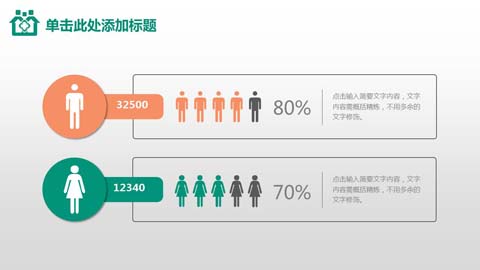 单击此处添加标题
32500
80%
点击输入简要文字内容，文字
内容需概括精炼，不用多余的
文字修饰。
12340
70%
点击输入简要文字内容，文字
内容需概括精炼，不用多余的
文字修饰。